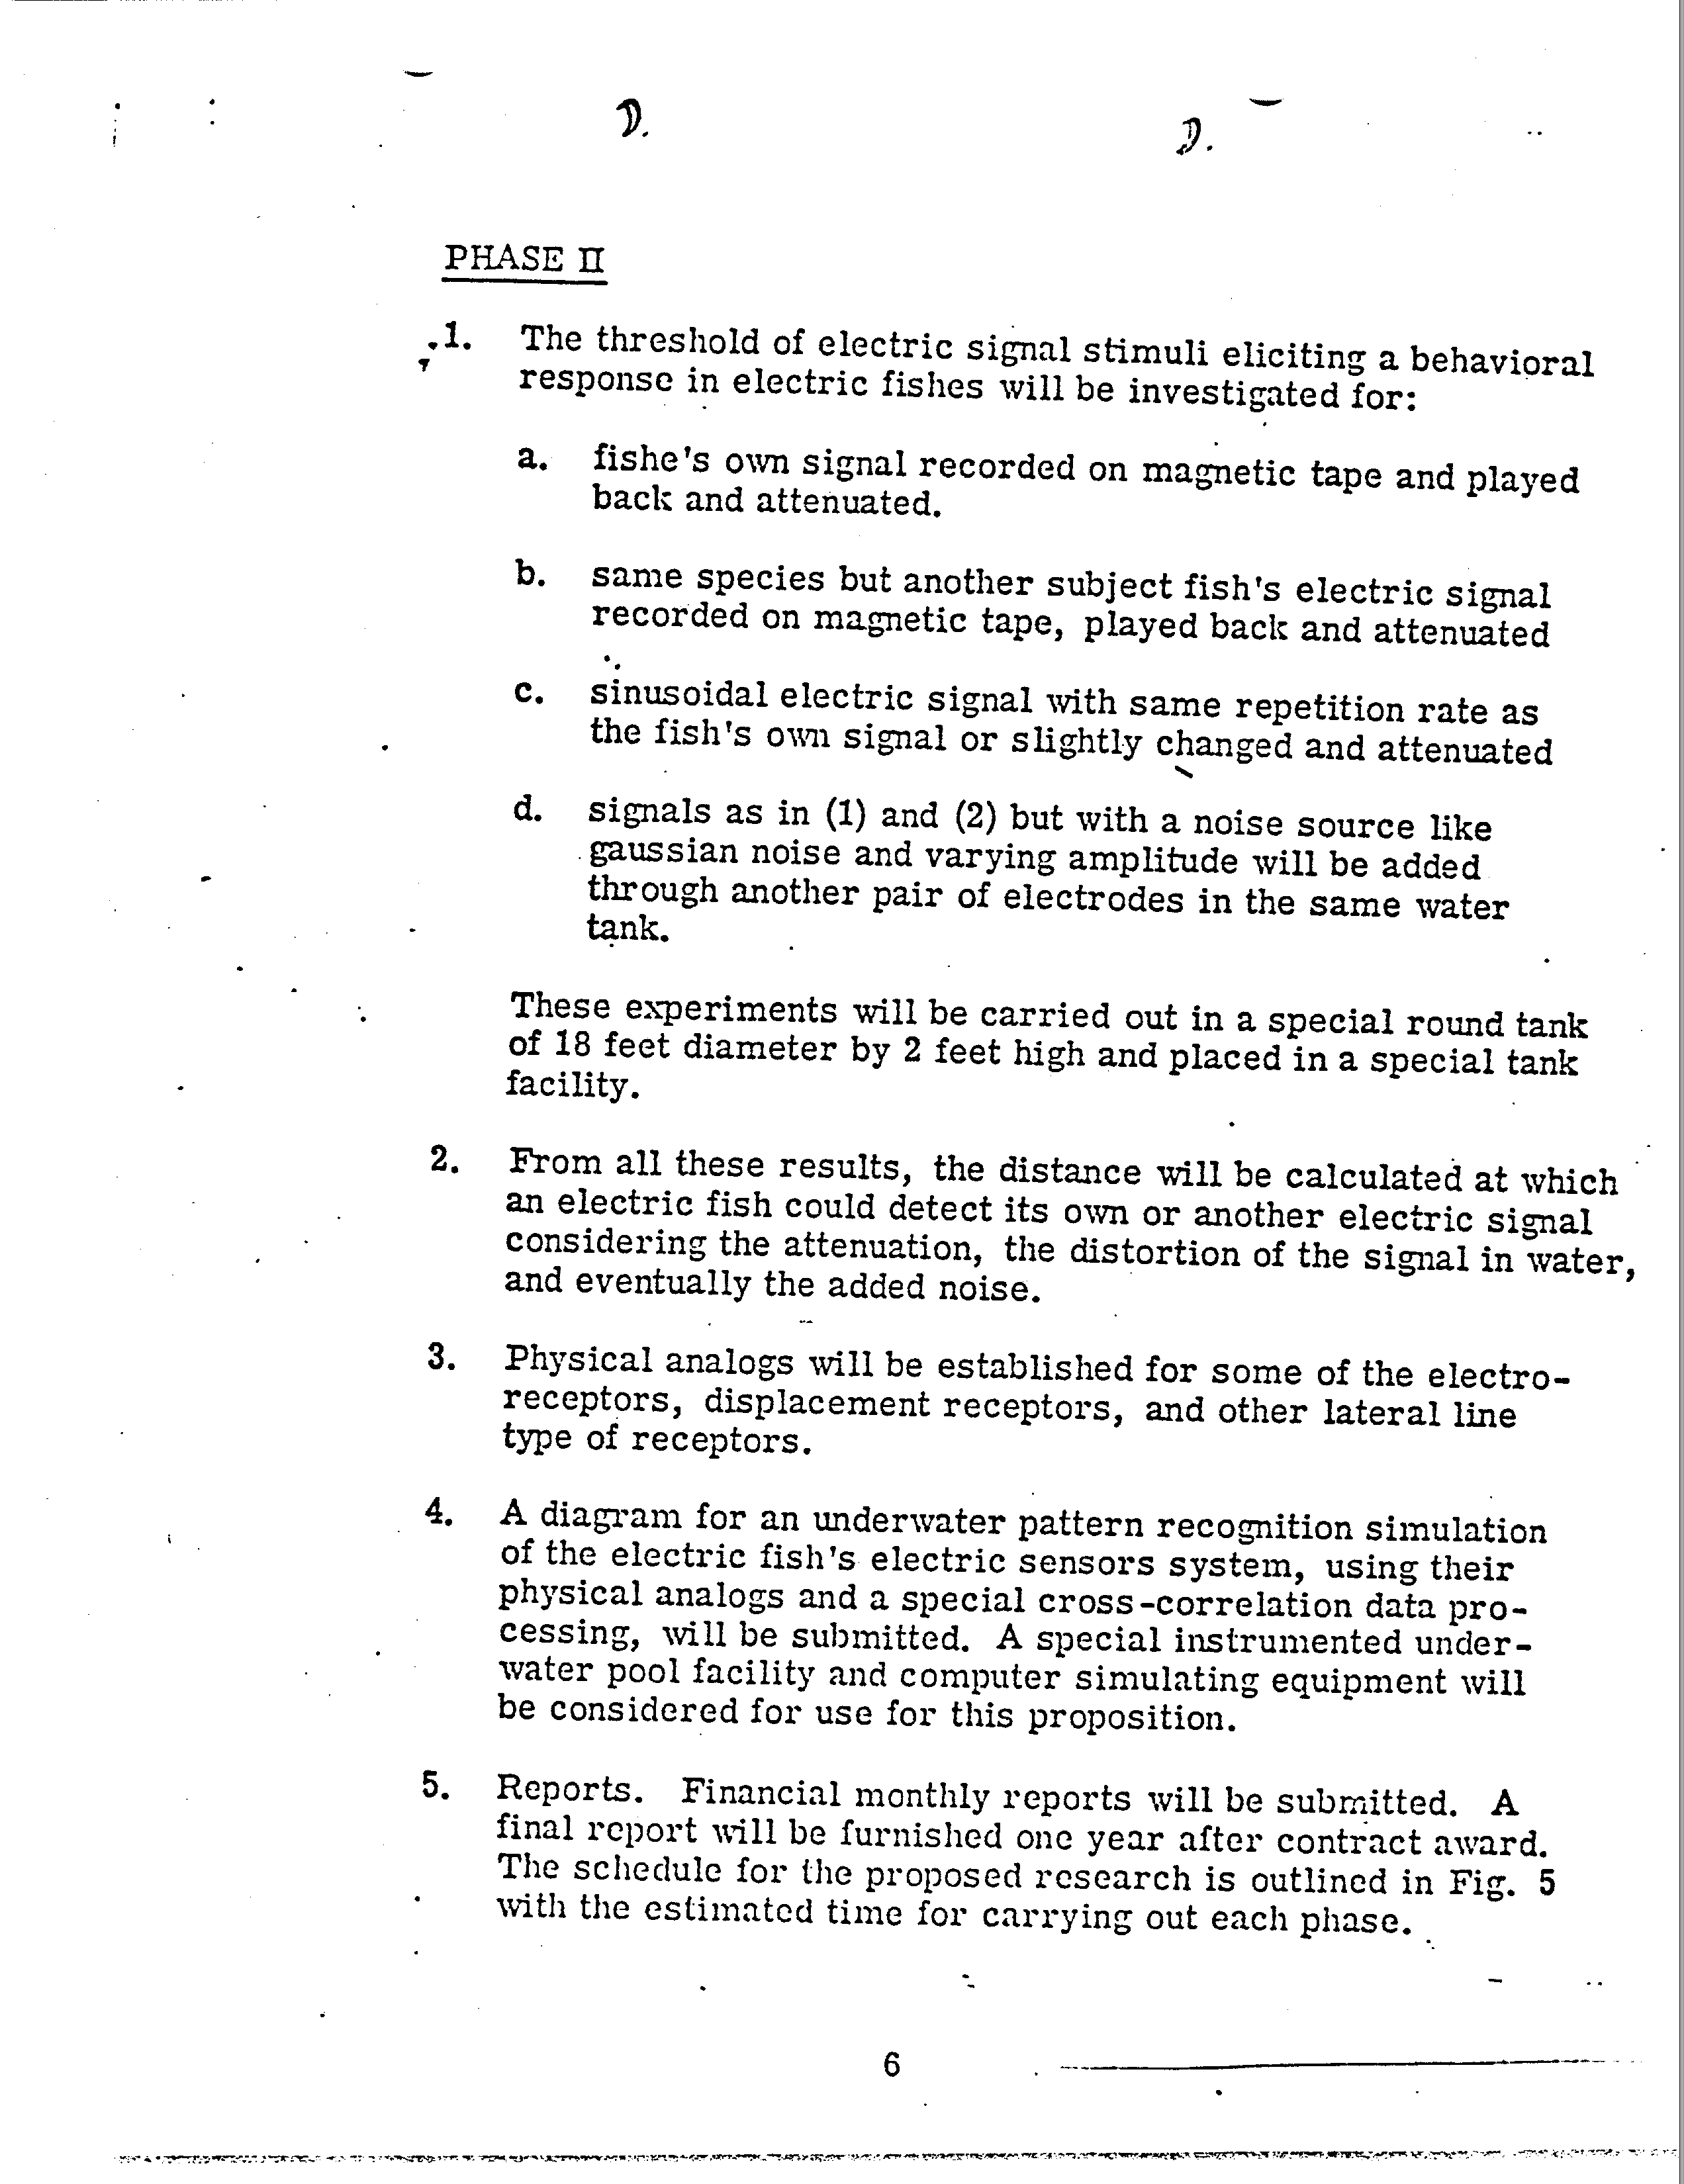 PHASE II
1. The threshold of electric signal stimuli eliciting a behavioral
response in electric fishes will be investigated for:
a. fishe's own signal recorded on magnetic tape and played
back and attenuated.
b. same species but another subject fish's electric signal
recorded on magnetic tape, played back and attenuated
c. sinusoidal electric signal with same repetition rate as
the fish's own signal or slightly changed and attenuated
d. signals as in (1) and (2) but with a noise source like
gaussian noise and varying amplitude will be added
through another pair of electrodes in the same water
tank.
These experiments will be carried out in a special round tank
of 18 feet diameter by 2 feet high and placed in a special tank
facility.
2. From all these results, the distance will be calculated at which
an electric fish could detect its own or another electric signal
considering the attenuation, the distortion of the signal in water,
and eventually the added noise.
3. Physical analogs will be established for some of the electro-
receptors, displacement receptors, and other lateral line
type of receptors.
4. A diagram for an underwater pattern recognition simulation
of the electric fish's electric sensors system, using their
physical analogs and a special cross-correlation data pro-
cessing, will be submitted. A special instrumented under-
water pool facility and computer simulating equipment will
be considered for use for this proposition.
5. Reports. Financial monthly reports will be submitted. A
final report will be furnished one year after contract award.
The schedule for the proposed research is outlined in Fig. 5
with the estimated time for carrying out each phase.
6